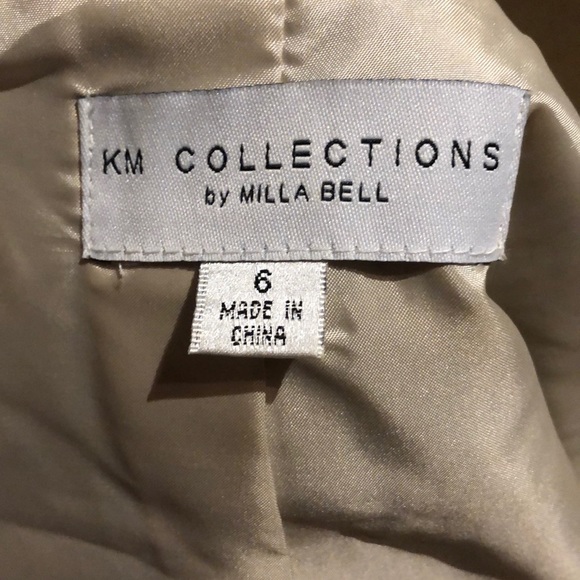 KM COLLECTIONS
by MILLA BELL
6
MADE IN
CHINA